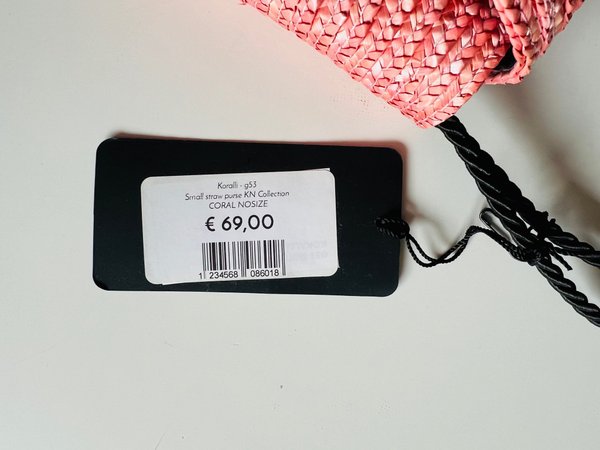 Koralli - g53
Small straw purse KN Collection
CORAL NOSIZE
€ 69,00
1 234568 086018